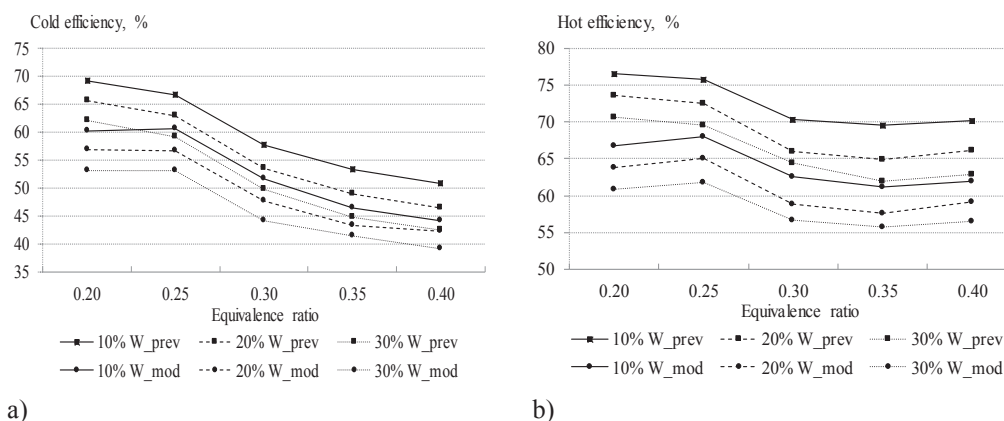 Cold efficiency, %
75
70
65
60
55
50
45
40
35
0.20 0.25 0.30 0.35 0.40
Equivalence ratio
10% W_prev 20% W_prev 30% W_prev
10% W_mod 20% W_mod 30% W_mod
a)
Hot efficiency, %
80
75
70
65
60
55
50
0.20 0.25 0.30 0.35 0.40
Equivalence ratio
10% W_prev 20% W_prev 30% W_prev
10% W_mod 20% W_mod 30% W_mod
b)